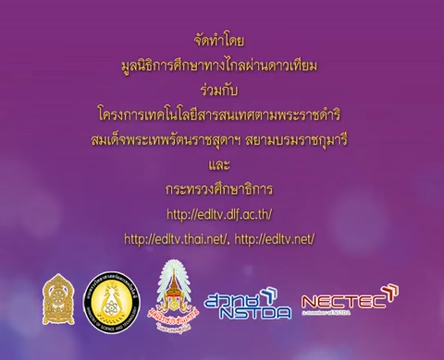 จัดทำโดย
มูลนิธิการศึกษาทางไกลผ่านดาวเทียม
ร่วมกับ
โครงการเทคโนโลยีสารสนเทศตามพระราชดำริ
สมเด็จพระเทพรัตนราชสุดาฯ สยามบรมราชกุมารี
และ
กระทรวงศึกษาธิการ
http://edltv.dlf.ac.th/
http://edltv.thai.net/, http://edltv.net/
สวทช
NSTDA
NECTEC
a member of NSTDA